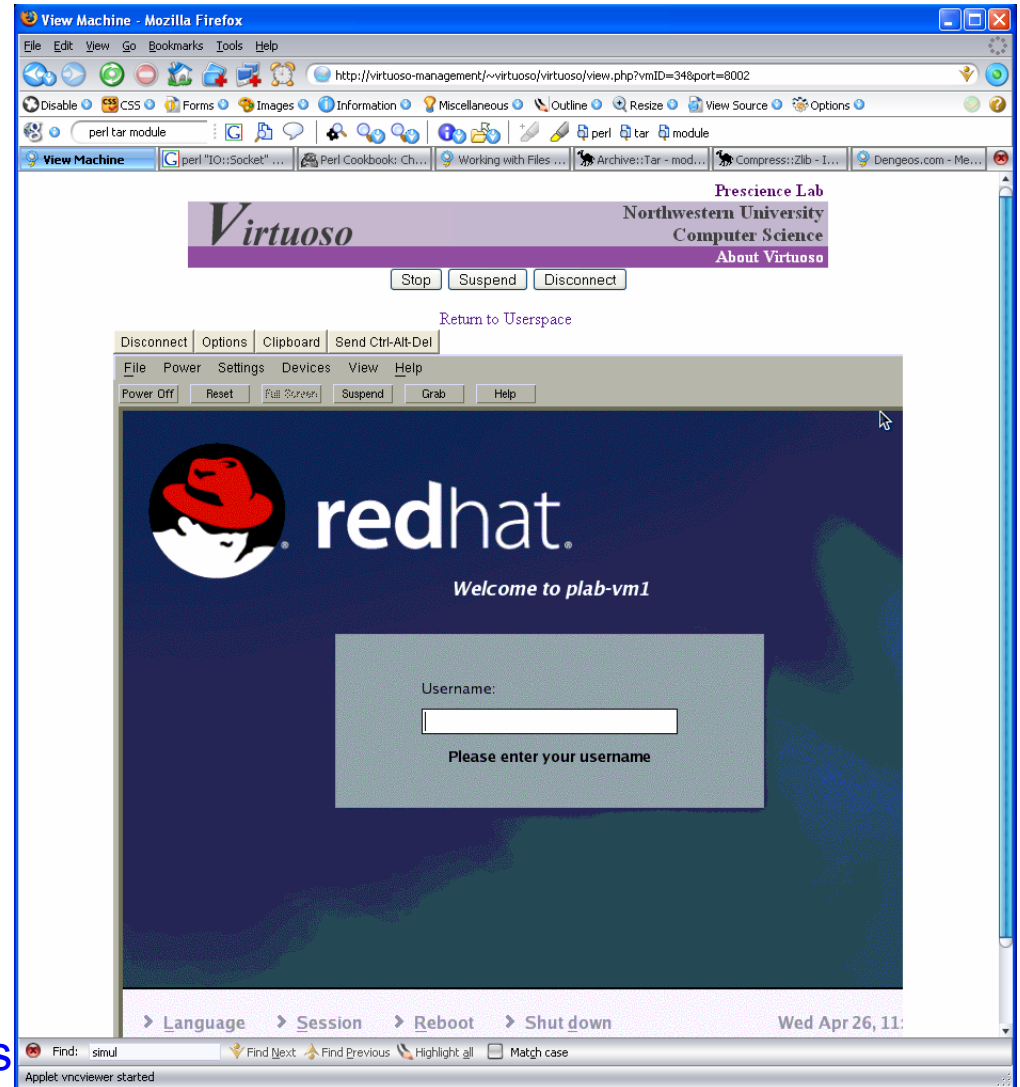 View Machine - Mozilla Firefox
File Edit View Go Bookmarks Tools Help
http://virtuoso-management/~virtuoso/virtuoso/view.php?vmID=348&port=8002
Disable CSS Forms Images Information Miscellaneous Outline Resize View Source Options
perl tar module perl tar module
View Machine perl "IO::Socket" ... Perl Cookbook: Ch... Working with Files ... Archive::Tar - mod... Compress::Zlib - I... Dengeos.com - Me...
Prescience Lab
Virtuoso
Northwestern University
Computer Science
About Virtuoso
Stop Suspend Disconnect
Return to Userspace
Disconnect Options Clipboard Send Ctrl-Alt-Del
File Power Settings Devices View Help
Power Off Reset Full Screen Suspend Grab Help
redhat.
Welcome to plab-vm1
Username:
Please enter your username
Language Session Reboot Shut down Wed Apr 26, 11:
s
Find: simul Find Next Find Previous Highlight all Match case
Applet vncviewer started